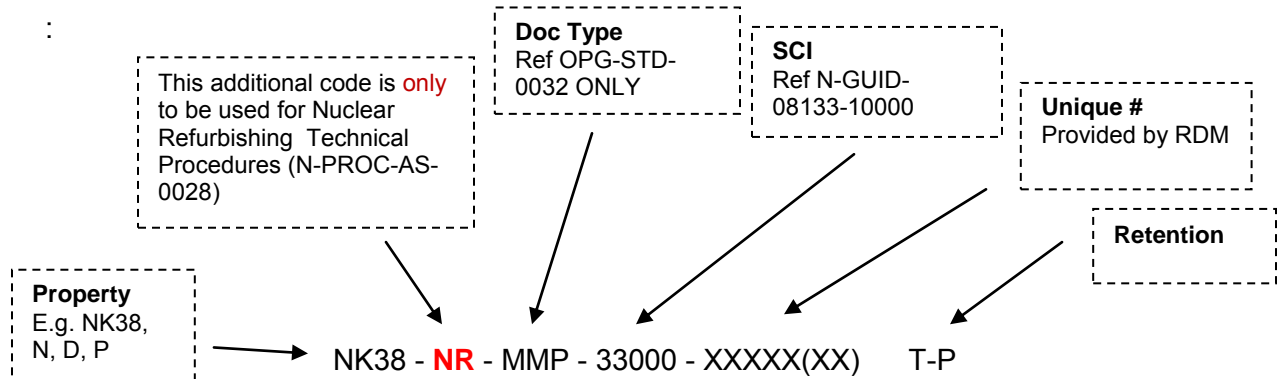 :
This additional code is only
to be used for Nuclear
Refurbishing Technical
Procedures (N-PROC-AS-
0028)
Doc Type
Ref OPG-STD-
0032 ONLY
SCI
Ref N-GUID-
08133-10000
Unique #
Provided by RDM
Retention
Property
E.g. NK38,
N, D, P
NK38 - NR - MMP - 33000 - XXXXX(XX) T-P